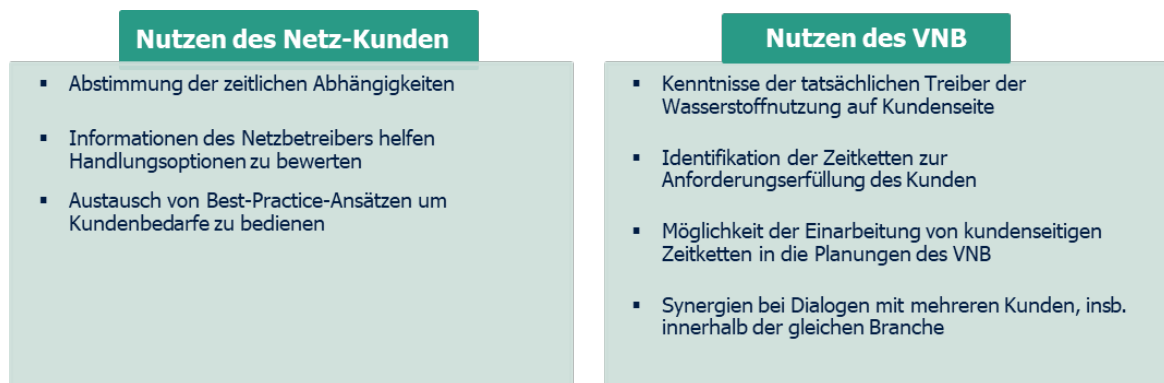 Nutzen des Netz-Kunden
▪ Abstimmung der zeitlichen Abhängigkeiten
▪ Informationen des Netzbetreibers helfen
Handlungsoptionen zu bewerten
▪ Austausch von Best-Practice-Ansätzen um
Kundenbedarfe zu bedienen
Nutzen des VNB
▪ Kenntnisse der tatsächlichen Treiber der
Wasserstoffnutzung auf Kundenseite
▪ Identifikation der Zeitketten zur
Anforderungserfüllung des Kunden
▪ Möglichkeit der Einarbeitung von kundenseitigen
Zeitketten in die Planungen des VNB
▪ Synergien bei Dialogen mit mehreren Kunden, insb.
innerhalb der gleichen Branche